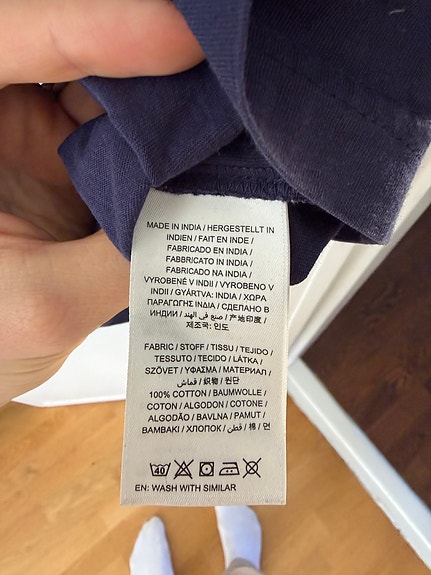 MADE IN INDIA / HERGESTELLT IN
INDIEN / FAIT EN INDE /
FABRICADO EN INDIA /
FABBRICATO IN INDIA /
FABRICADO NA INDIA /
VYROBENÉ V INDII / VYROBENO V
INDII / GYÁRTVA: INDIA / ΧΩΡΑ
ΠΑΡΑΓΩΓΗΣ ΙΝΔΙΑ / СДЕЛАНО В
ИНДИИ / صنع في الهند / 产地印度 /
제조국: 인도
FABRIC / STOFF / TISSU / TEJIDO /
TESSUTO / TECIDO / LÁTKA /
SZÖVET / ΥΦΑΣΜΑ / МАТЕРИАЛ /
قماش / 织物 / 원단
100% COTTON / BAUMWOLLE /
COTON / ALGODON / COTONE /
ALGODÃO / BAVLNA / PAMUT /
BAMBAKI / ХЛОПОК / قطن / 棉 / 면
40
EN: WASH WITH SIMILAR